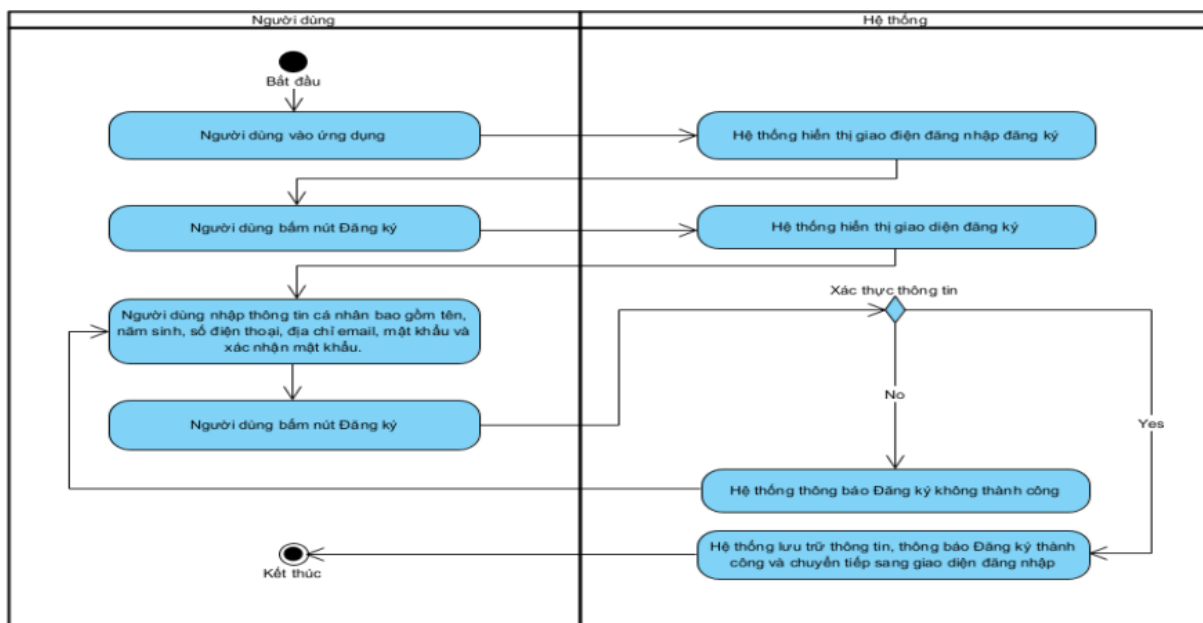 Người dùng
Hệ thống
Bắt đầu
Người dùng vào ứng dụng
Hệ thống hiển thị giao điện đăng nhập đăng ký
Người dùng bấm nút Đăng ký
Hệ thống hiển thị giao diện đăng ký
Xác thực thông tin
Người dùng nhập thông tin cá nhân bao gồm tên,
năm sinh, số điện thoại, địa chỉ email, mật khẩu và
xác nhận mật khẩu.
No
Yes
Người dùng bấm nút Đăng ký
Hệ thống thông báo Đăng ký không thành công
Hệ thống lưu trữ thông tin, thông báo Đăng ký thành
công và chuyển tiếp sang giao diện đăng nhập
Kết thúc